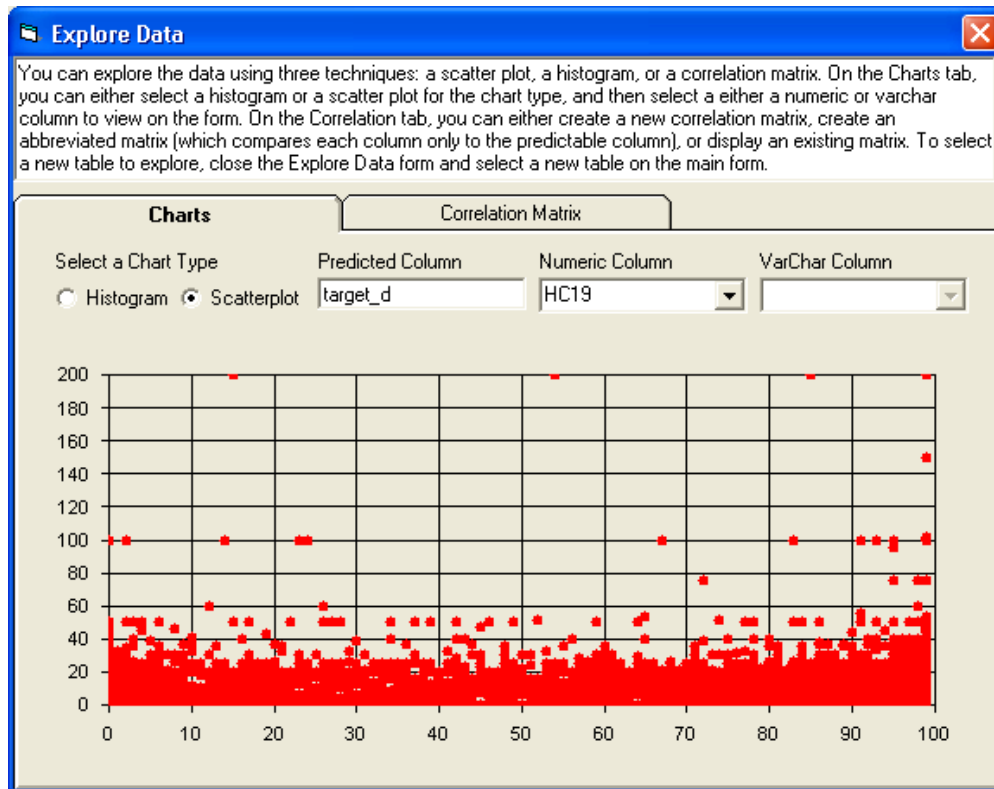 Explore Data
You can explore the data using three techniques: a scatter plot, a histogram, or a correlation matrix. On the Charts tab,
you can either select a histogram or a scatter plot for the chart type, and then select a either a numeric or varchar
column to view on the form. On the Correlation tab, you can either create a new correlation matrix, create an
abbreviated matrix (which compares each column only to the predictable column), or display an existing matrix. To select
a new table to explore, close the Explore Data form and select a new table on the main form.
Charts
Correlation Matrix
Select a Chart Type
Predicted Column
Numeric Column
VarChar Column
Histogram
Scatterplot
target_d
HC19
200
180
160
140
120
100
80
60
40
20
0
0 10 20 30 40 50 60 70 80 90 100